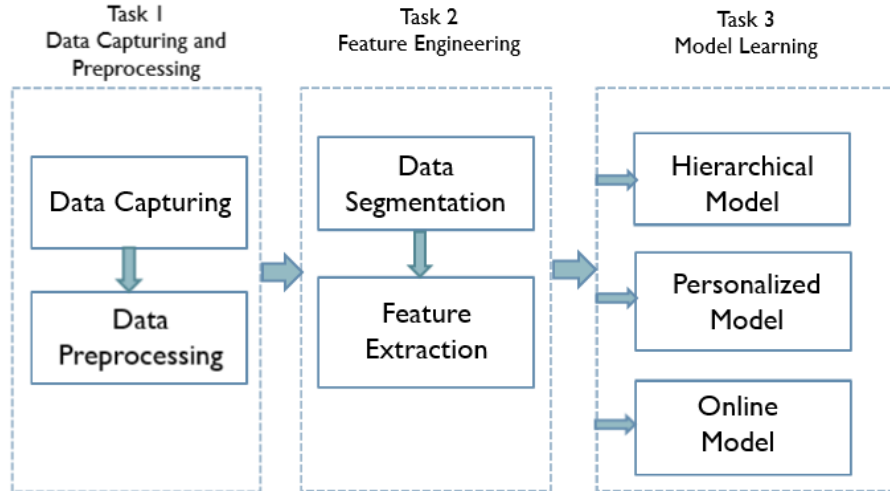 Task 1
Data Capturing and
Preprocessing
Data Capturing
Data
Preprocessing
Task 2
Feature Engineering
Data
Segmentation
Feature
Extraction
Task 3
Model Learning
Hierarchical
Model
Personalized
Model
Online
Model